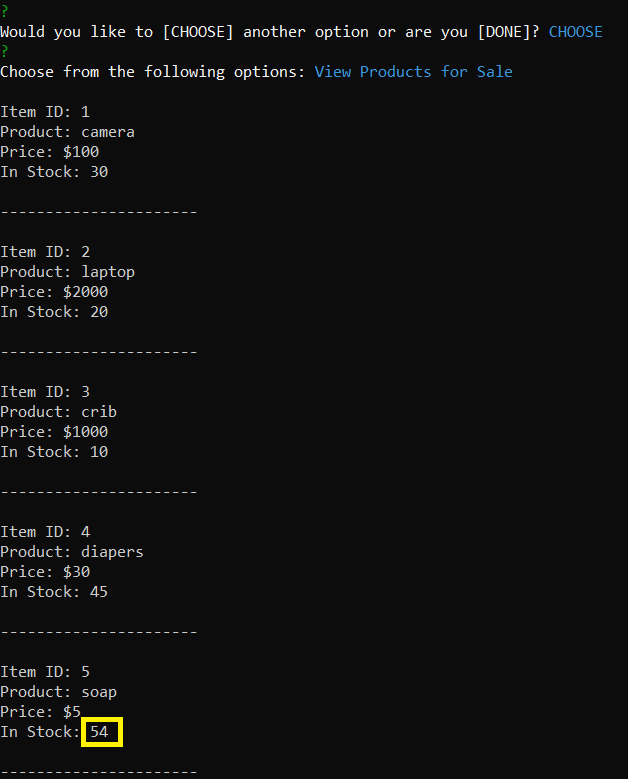 ?
Would you like to [CHOOSE] another option or are you [DONE]? CHOOSE
?
Choose from the following options: View Products for Sale
Item ID: 1
Product: camera
Price: $100
In Stock: 30
----------------------
Item ID: 2
Product: laptop
Price: $2000
In Stock: 20
----------------------
Item ID: 3
Product: crib
Price: $1000
In Stock: 10
----------------------
Item ID: 4
Product: diapers
Price: $30
In Stock: 45
----------------------
Item ID: 5
Product: soap
Price: $5
In Stock: 54
----------------------